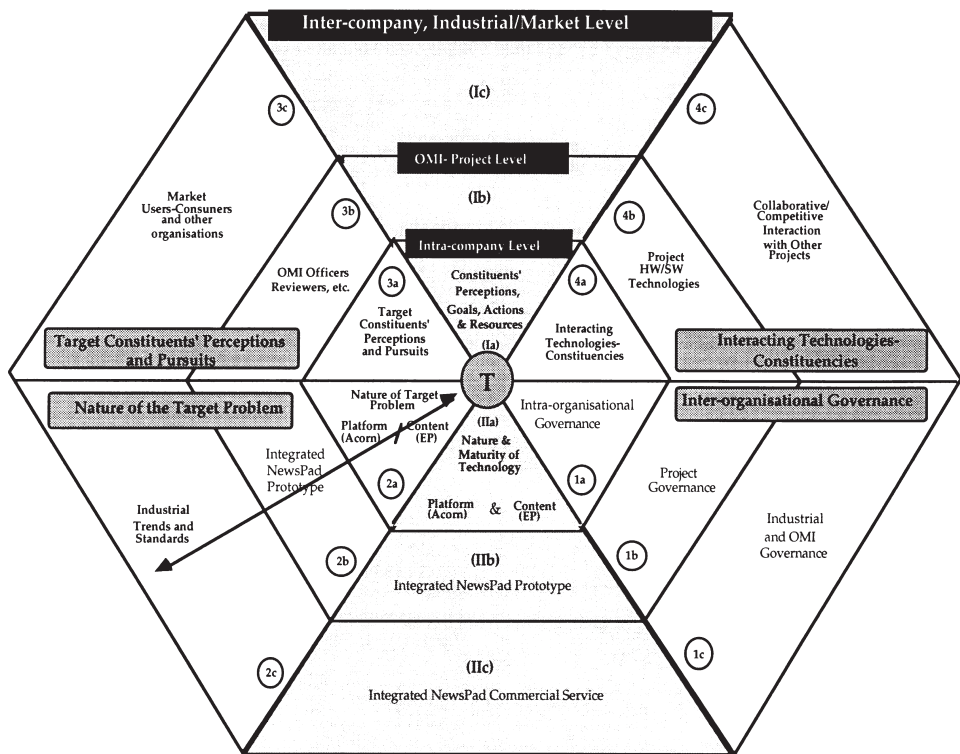 Inter-company, Industrial/Market Level
(Ic)
3c
4c
OMI- Project Level
(Ib)
3b
4b
Market
Users-Consuners
and other
organisations
Collaborative/
Competitive
Interaction
with Other
Projects
Intra-company Level
OMI Officers
Reviewers, etc.
3a
Constituents'
Perceptions,
Goals, Actions
& Resources
(Ia)
4a
Project
HW/SW
Technologies
Target
Constituents'
Perceptions
and Pursuits
Interacting
Technologies-
Constituencies
Target Constituents' Perceptions
and Pursuits
Interacting Technologies-
Constituencies
T
Nature of the Target Problem
Inter-organisational Governance
Nature of Target
Problem
Platform
(Acorn)
/
Content
(EP)
Intra-organisational
Governance
(IIa)
Nature &
Maturity of
Technology
Integrated
NewsPad
Prototype
2a
1a
Project
Governance
Platform
(Acorn)
&
Content
(EP)
Industrial
Trends and
Standards
Industrial
and OMI
Governance
2b
1b
(IIb)
Integrated NewsPad Prototype
2c
1c
(IIc)
Integrated NewsPad Commercial Service